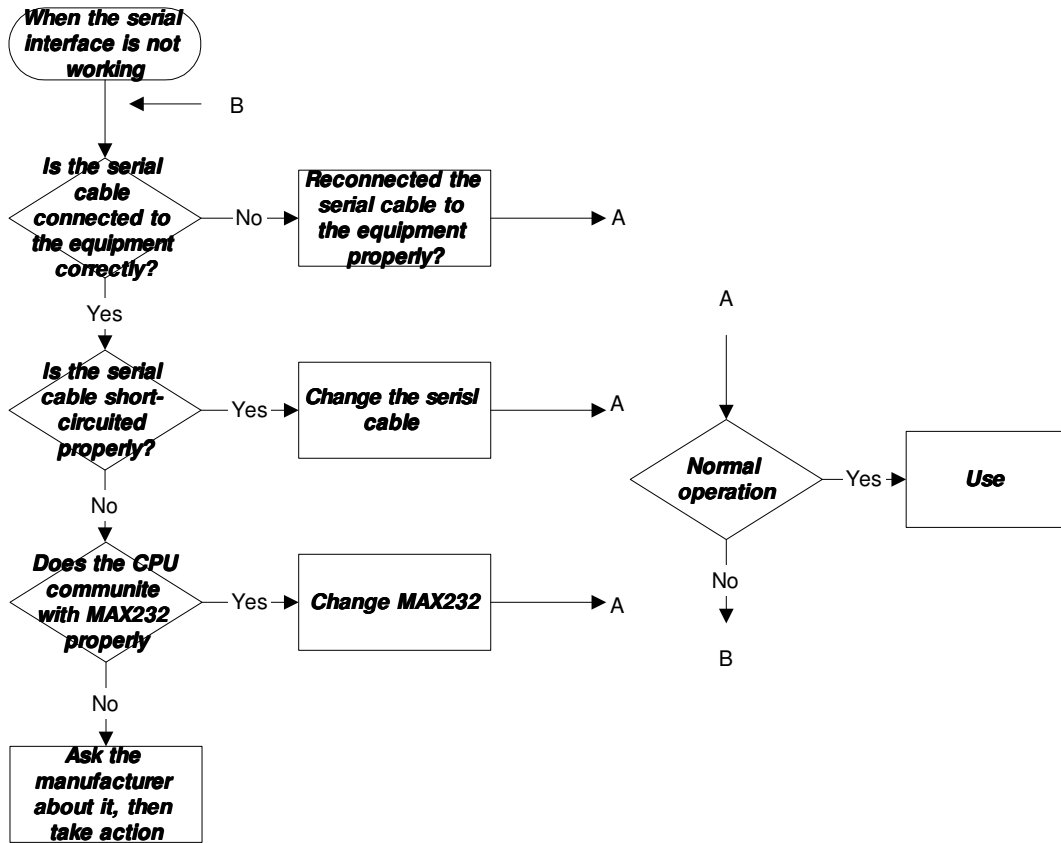 When the serial
interface is not
working
B
Is the serial
cable
connected to
the equipment
correctly?
No
Reconnected the
serial cable to
the equipment
properly?
A
Yes
Is the serial
cable short-
circuited
properly?
Yes
Change the serisl
cable
A
No
Does the CPU
communite
with MAX232
properly
Yes
Change MAX232
A
No
Ask the
manufacturer
about it, then
take action
A
Normal
operation
Yes
Use
No
B